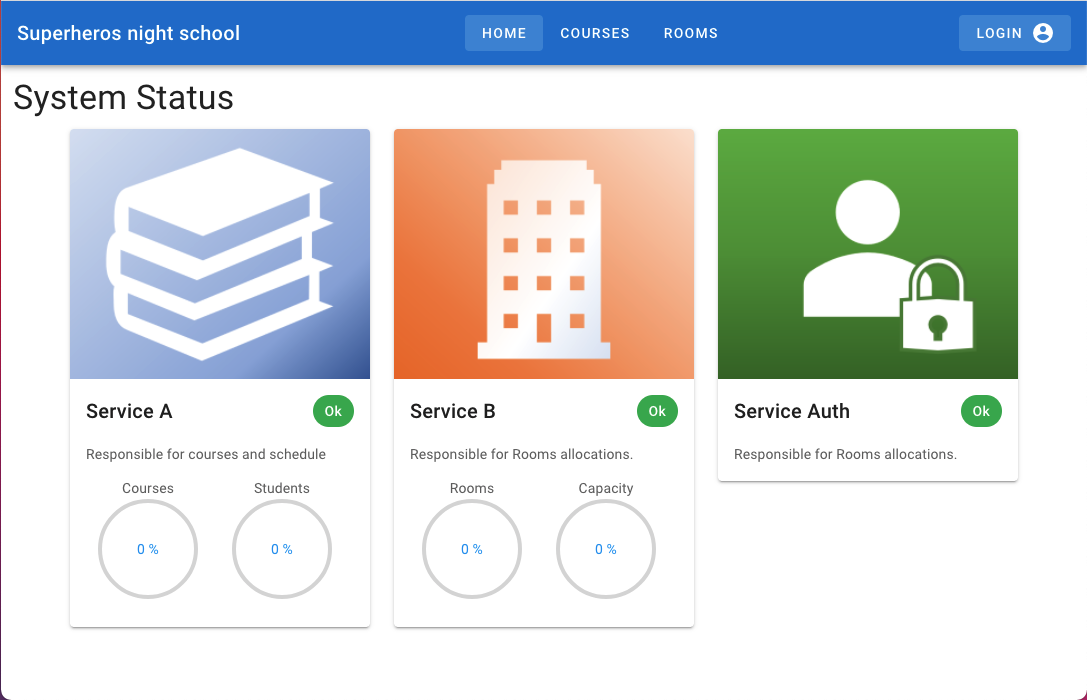 Superheros night school
HOME
COURSES
ROOMS
LOGIN
System Status
Service A
Ok
Responsible for courses and schedule
Courses
Students
0 %
0 %
Service B
Ok
Responsible for Rooms allocations.
Rooms
Capacity
0 %
0 %
Service Auth
Ok
Responsible for Rooms allocations.